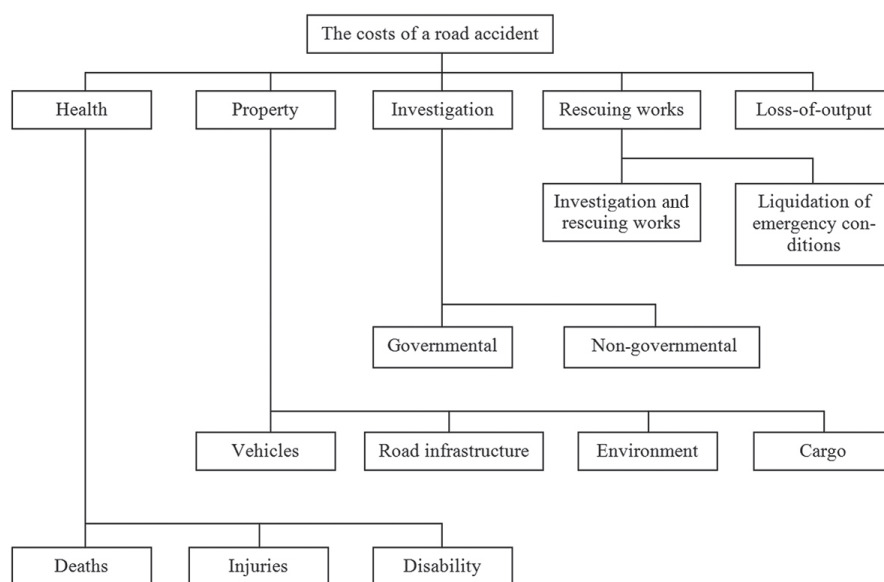 The costs of a road accident
Health
Property
Investigation
Rescuing works
Loss-of-output
Investigation and
rescuing works
Liquidation of
emergency con-
ditions
Governmental
Non-governmental
Vehicles
Road infrastructure
Environment
Cargo
Deaths
Injuries
Disability